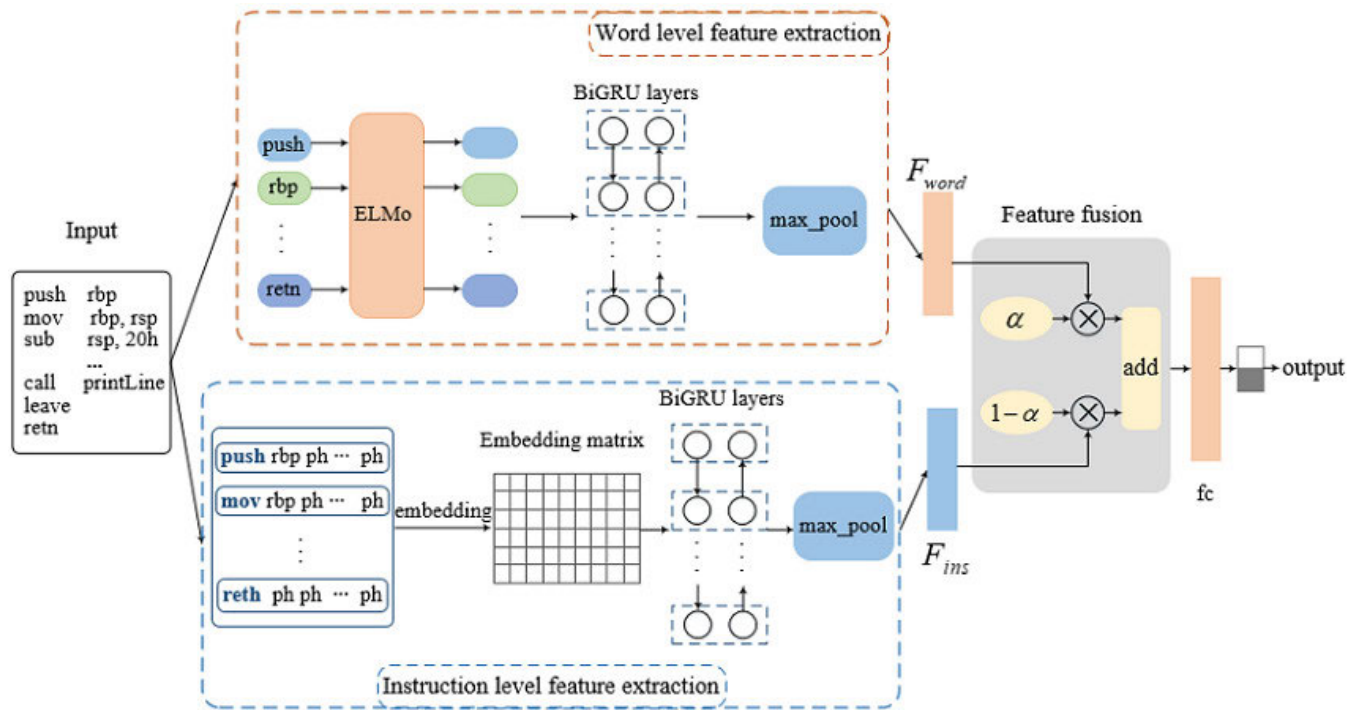 Word level feature extraction
BiGRU layers
push
rbp
ELMo
retn
max_pool
Input
push rbp
mov rbp, rsp
sub rsp, 20h
...
call printLine
leave
retn
F_word
Feature fusion
α
1-α
add
fc
output
BiGRU layers
Embedding matrix
push rbp ph ... ph
mov rbp ph ... ph
reth ph ph ... ph
embedding
max_pool
F_ins
Instruction level feature extraction